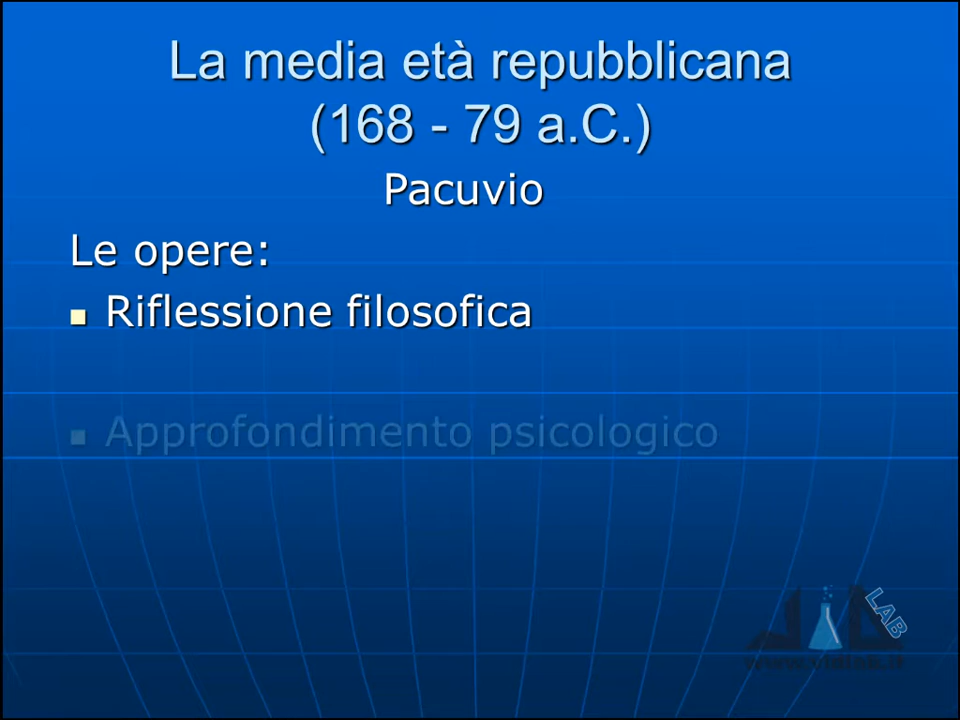 La media età repubblicana
(168 - 79 a.C.)
Pacuvio
Le opere:
Riflessione filosofica
Approfondimento psicologico
LAB